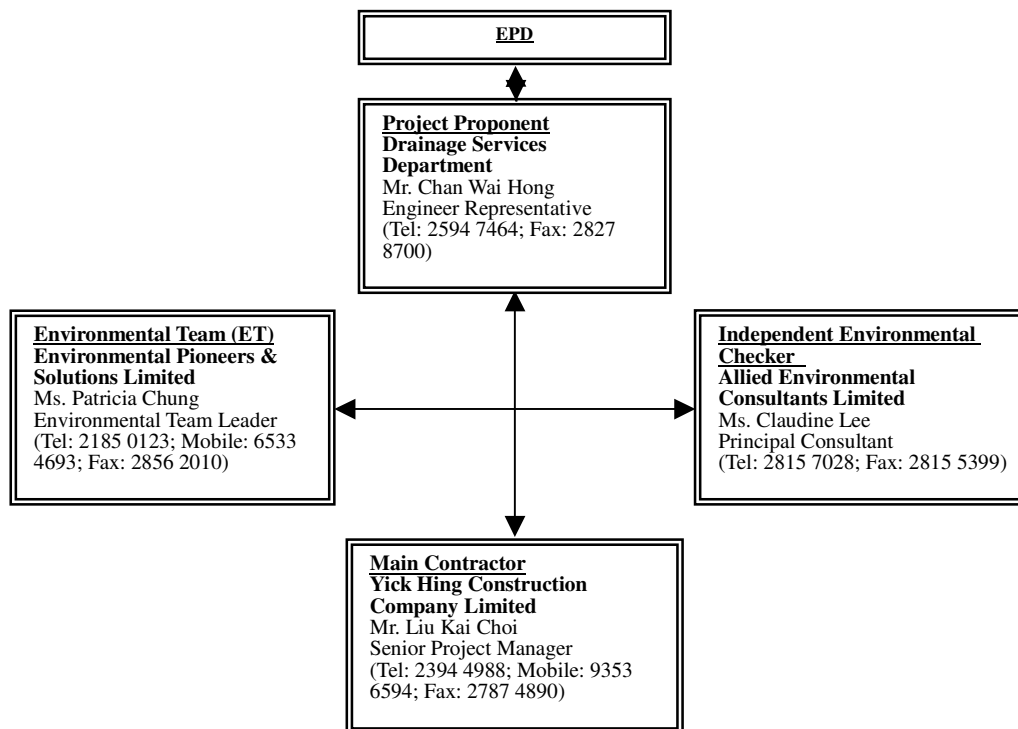 EPD
Project Proponent
Drainage Services
Department
Mr. Chan Wai Hong
Engineer Representative
(Tel: 2594 7464; Fax: 2827
8700)
Environmental Team (ET)
Environmental Pioneers &
Solutions Limited
Ms. Patricia Chung
Environmental Team Leader
(Tel: 2185 0123; Mobile: 6533
4693; Fax: 2856 2010)
Independent Environmental
Checker
Allied Environmental
Consultants Limited
Ms. Claudine Lee
Principal Consultant
(Tel: 2815 7028; Fax: 2815 5399)
Main Contractor
Yick Hing Construction
Company Limited
Mr. Liu Kai Choi
Senior Project Manager
(Tel: 2394 4988; Mobile: 9353
6594; Fax: 2787 4890)